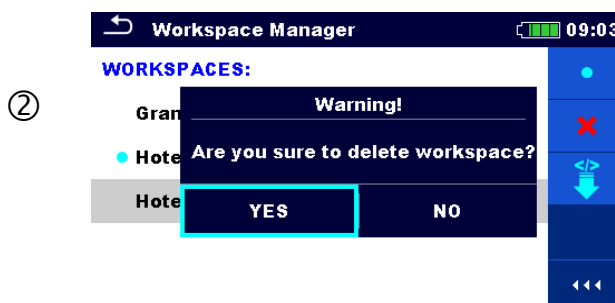 Workspace Manager 09:03
WORKSPACES:
②
Gran
Warning!
Hote
Are you sure to delete workspace?
Hote
YES NO